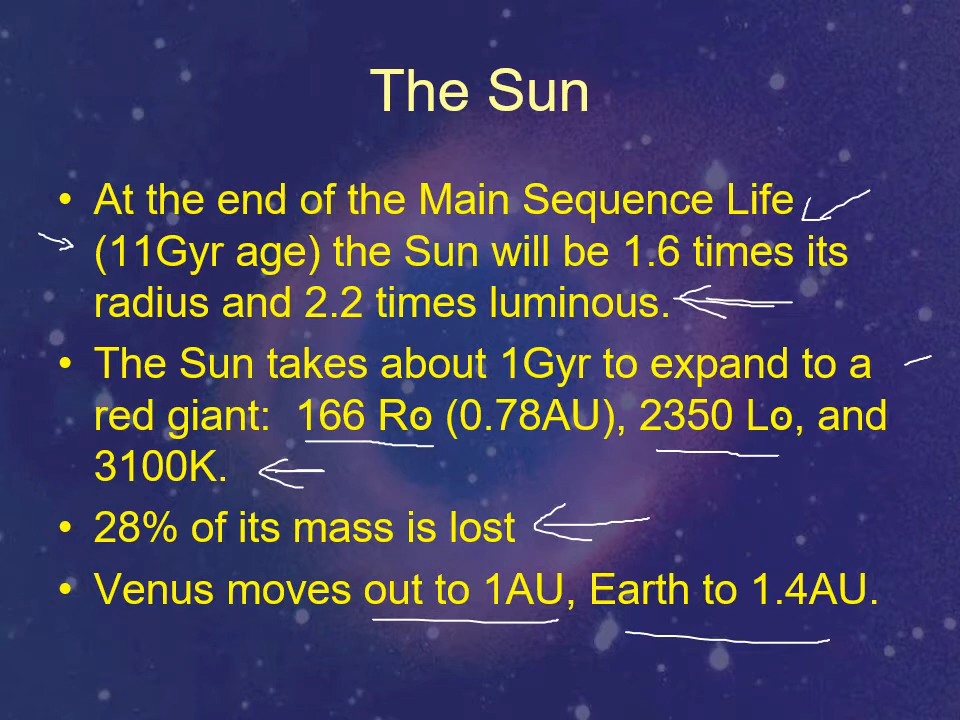 The Sun
• At the end of the Main Sequence Life
(11Gyr age) the Sun will be 1.6 times its
radius and 2.2 times luminous.
• The Sun takes about 1Gyr to expand to a
red giant: 166 R⊙ (0.78AU), 2350 L⊙, and
3100K.
• 28% of its mass is lost
• Venus moves out to 1AU, Earth to 1.4AU.